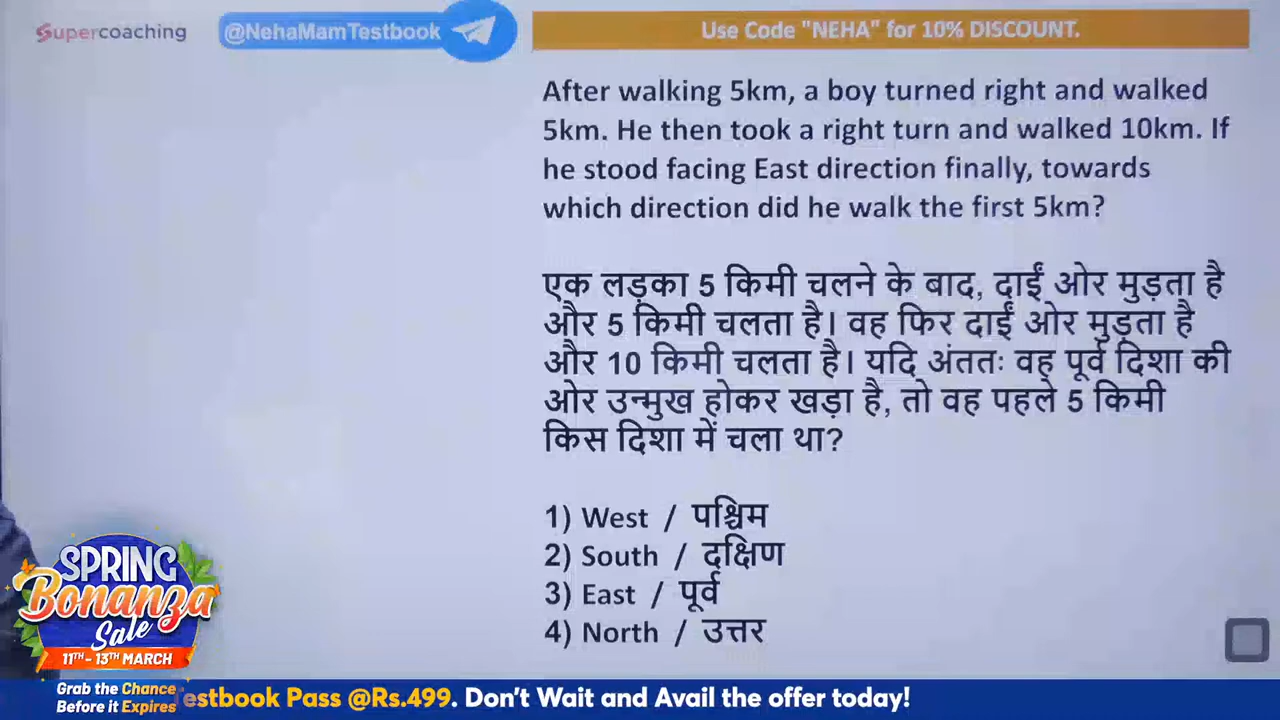 Supercoaching
@NehaMamTestbook
Use Code "NEHA" for 10% DISCOUNT.
After walking 5km, a boy turned right and walked
5km. He then took a right turn and walked 10km. If
he stood facing East direction finally, towards
which direction did he walk the first 5km?
एक लड़का 5 किमी चलने के बाद, दाईं ओर मुड़ता है
और 5 किमी चलता है। वह फिर दाईं ओर मुड़ता है
और 10 किमी चलता है। यदि अंततः वह पूर्व दिशा की
ओर उन्मुख होकर खड़ा है, तो वह पहले 5 किमी
किस दिशा में चला था?
1) West / पश्चिम
2) South / दक्षिण
3) East / पूर्व
4) North / उत्तर
SPRING
Bonanza
Sale
11TH - 13TH MARCH
Grab the Chance
Before it Expires
estbook Pass @Rs.499. Don't Wait and Avail the offer today!